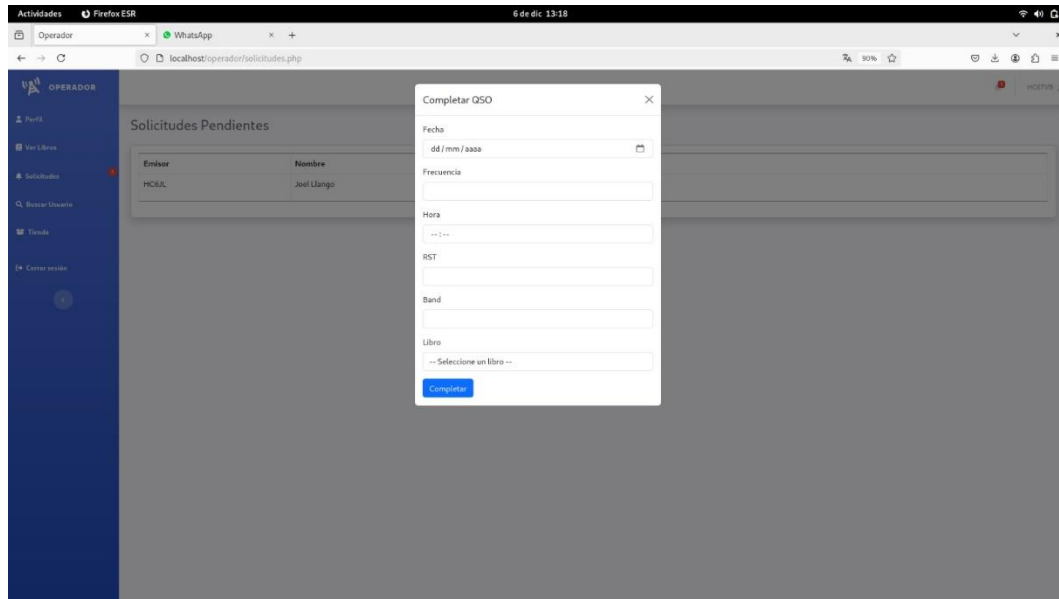 Actividades Firefox ESR 6 de dic 13:18
Operador × WhatsApp × +
localhost/operador/solicitudes.php 90%
OPERADOR
Completar QSO
Perfil
Solicitudes Pendientes
Fecha
Ver Libros
dd/mm/aaaa
Emisor Nombre
Frecuencia
Solicitudes
Joel Llango
Buscar Usuario
Hora
--:--
Tienda
RST
Cerrar sesión
Band
Libro
-- Seleccione un libro --
Completar